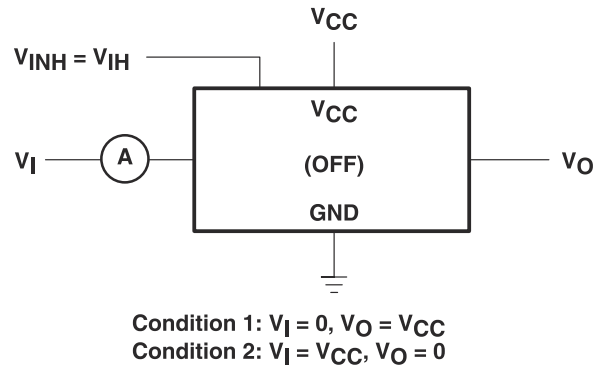 VCC
VINH = VIH
VCC
VI
A
(OFF)
VO
GND
Condition 1: VI = 0, VO = VCC
Condition 2: VI = VCC, VO = 0